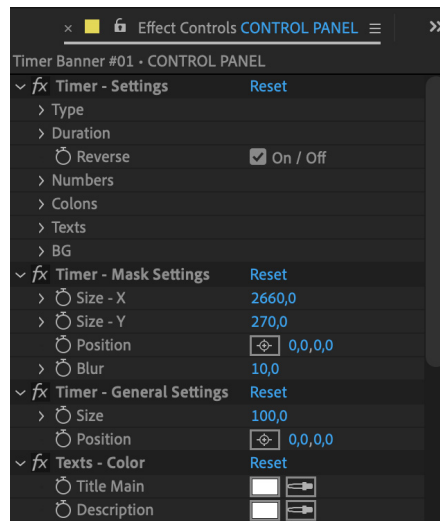 Effect Controls CONTROL PANEL
Timer Banner #01 • CONTROL PANEL
fx Timer - Settings Reset
Type
Duration
Reverse On / Off
Numbers
Colons
Texts
BG
fx Timer - Mask Settings Reset
Size - X 2660,0
Size - Y 270,0
Position 0,0,0,0
Blur 10,0
fx Timer - General Settings Reset
Size 100,0
Position 0,0,0,0
fx Texts - Color Reset
Title Main
Description